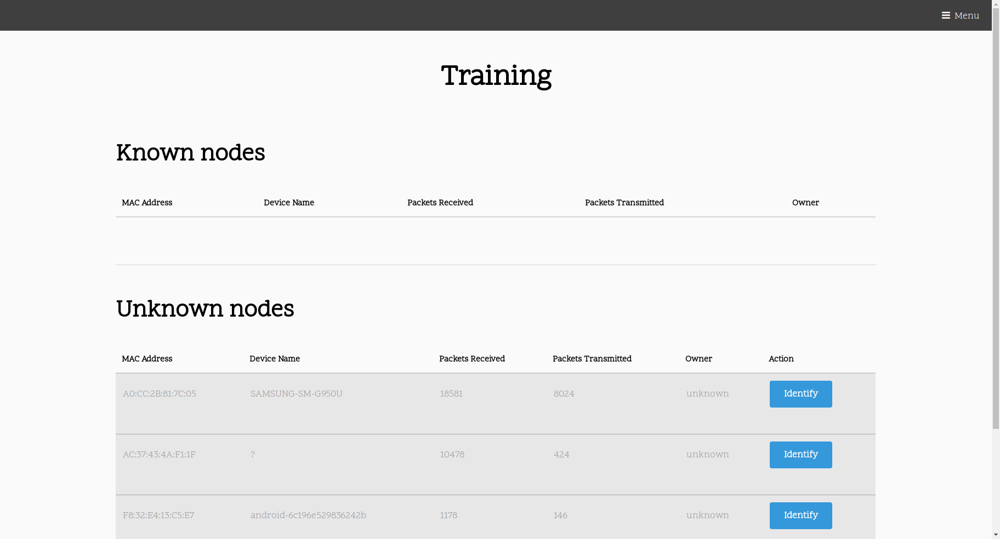 Menu
Training
Known nodes
MAC Address Device Name Packets Received Packets Transmitted Owner
Unknown nodes
MAC Address Device Name Packets Received Packets Transmitted Owner Action
A0:CC:2B:81:7C:05 SAMSUNG-SM-G950U 18581 8024 unknown Identify
AC:37:43:4A:F1:1F ? 10478 424 unknown Identify
F8:32:E4:13:C5:E7 android-6c196e529836242b 1178 146 unknown Identify